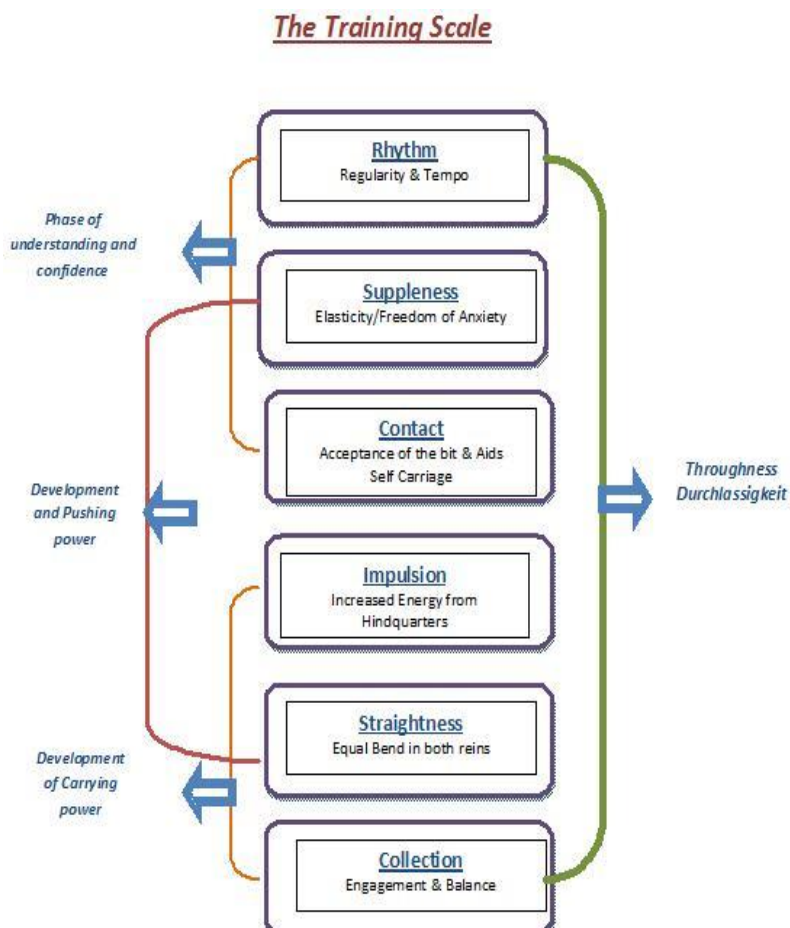 The Training Scale
Rhythm
Regularity & Tempo
Phase of
understanding and
confidence
Suppleness
Elasticity/Freedom of Anxiety
Contact
Acceptance of the bit & Aids
Self Carriage
Development
and Pushing
power
Throughness
Durchlassigkeit
Impulsion
Increased Energy from
Hindquarters
Straightness
Equal Bend in both reins
Development
of Carrying
power
Collection
Engagement & Balance